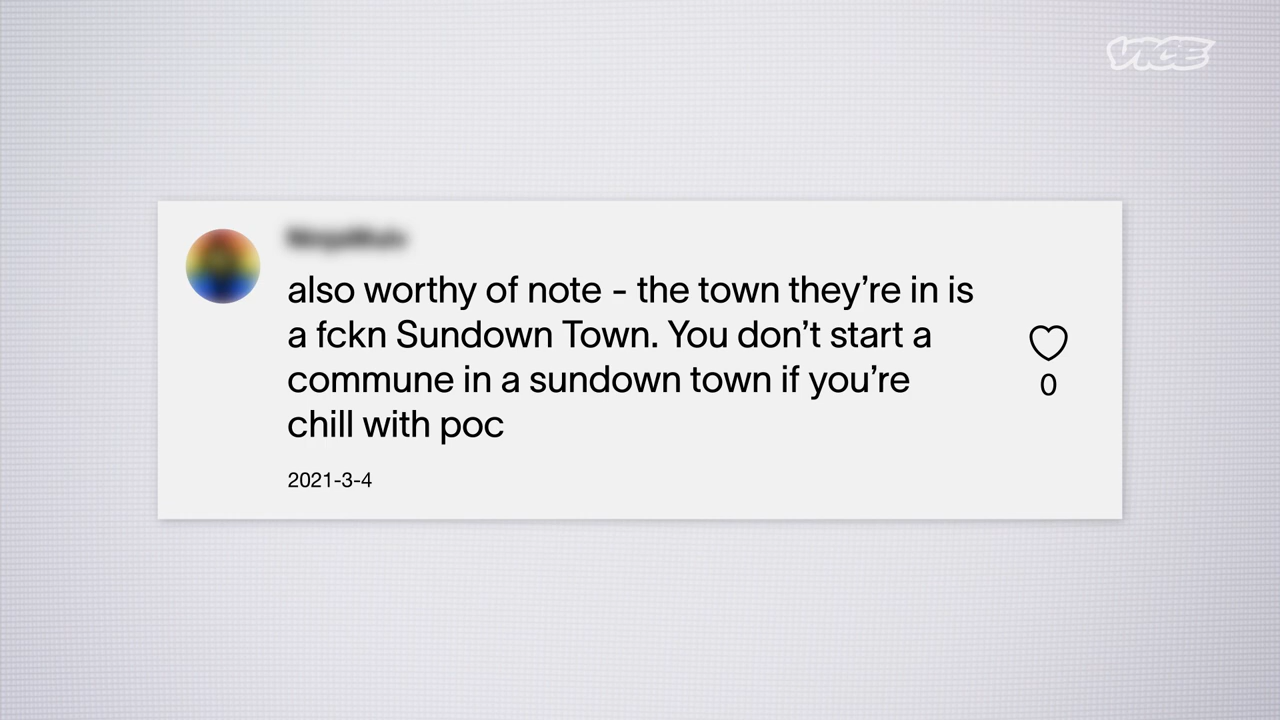 VICE
also worthy of note - the town they’re in is
a fckn Sundown Town. You don’t start a
commune in a sundown town if you’re
chill with poc
0
2021-3-4